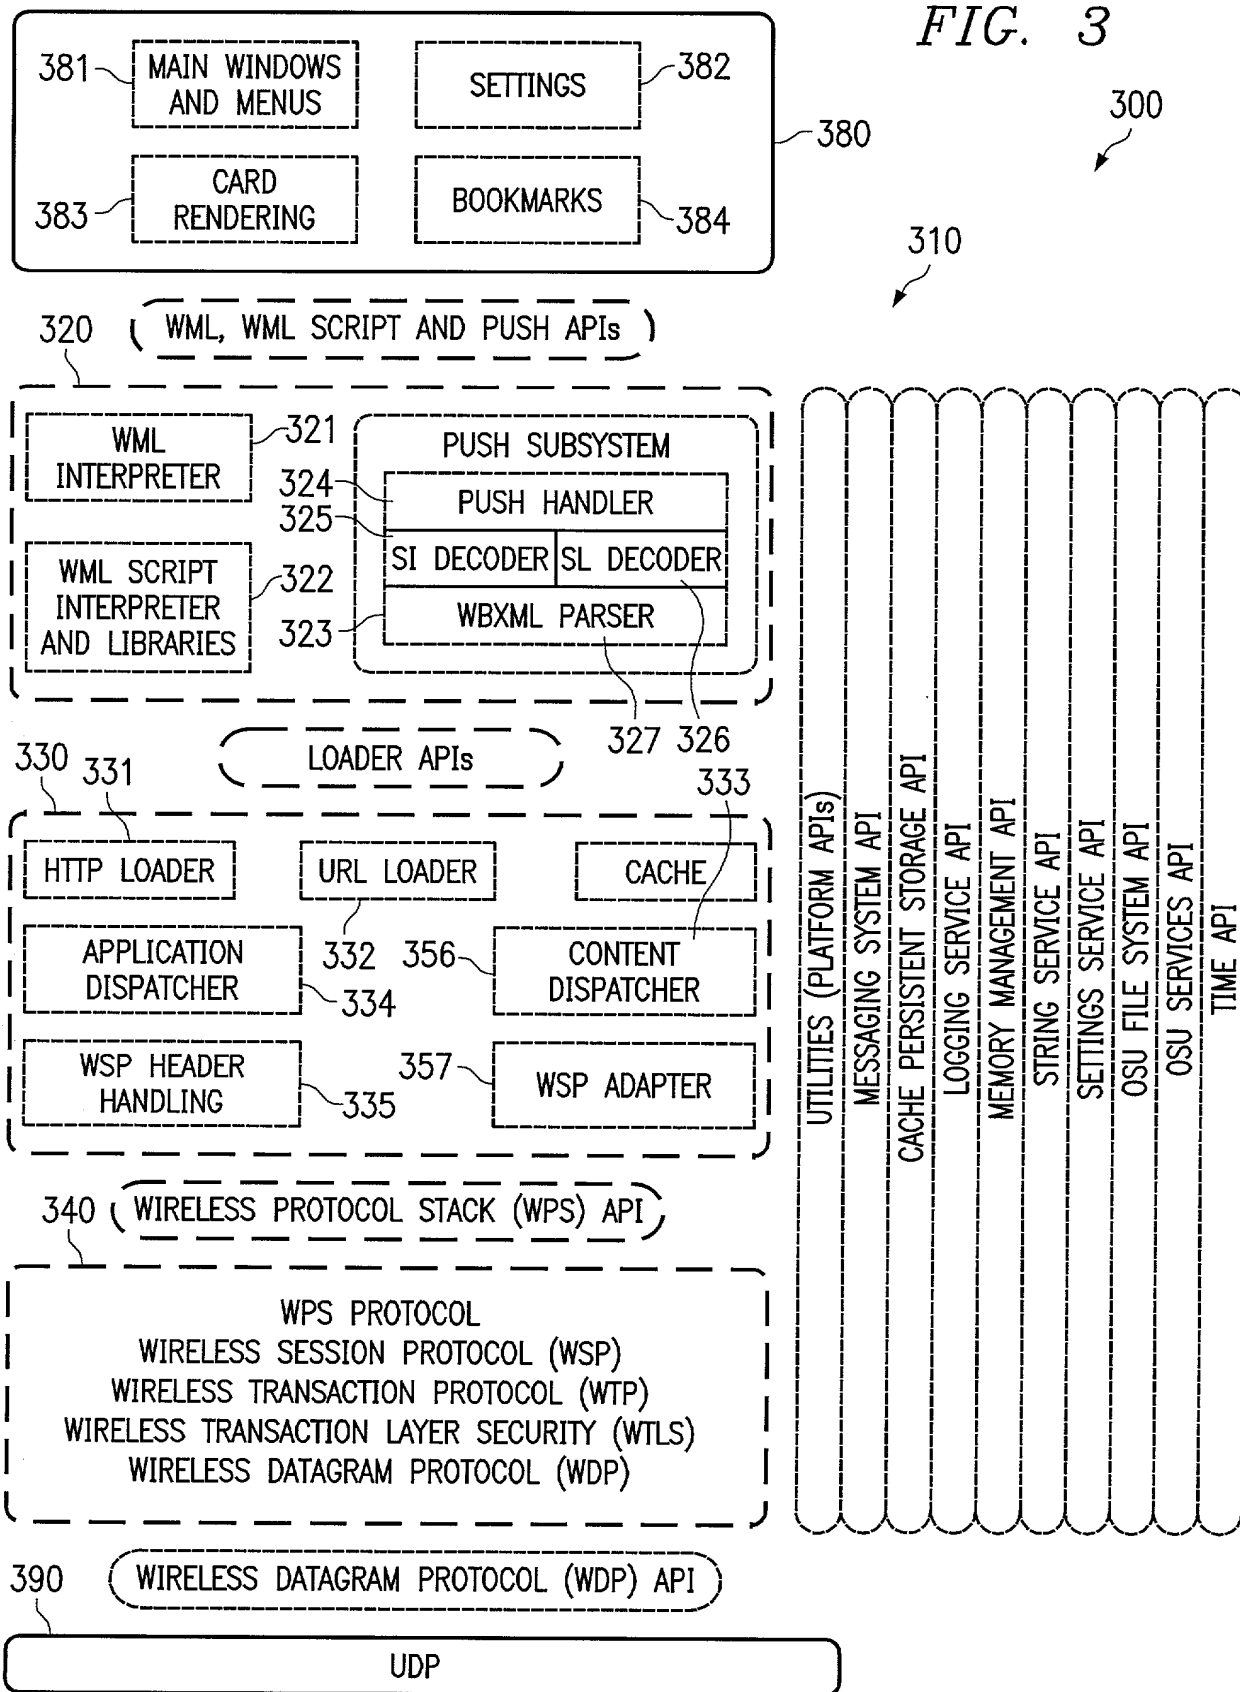 FIG. 3
300
310
381
MAIN WINDOWS
AND MENUS
SETTINGS
382
380
383
CARD
RENDERING
BOOKMARKS
384
320
WML, WML SCRIPT AND PUSH APIs
WML
INTERPRETER
321
PUSH SUBSYSTEM
324
PUSH HANDLER
325
SI DECODER
SL DECODER
WML SCRIPT
INTERPRETER
AND LIBRARIES
322
323
WBXML PARSER
327
326
330
331
LOADER APIs
333
HTTP LOADER
URL LOADER
CACHE
332
APPLICATION
DISPATCHER
334
356
CONTENT
DISPATCHER
WSP HEADER
HANDLING
335
357
WSP ADAPTER
340
WIRELESS PROTOCOL STACK (WPS) API
WPS PROTOCOL
WIRELESS SESSION PROTOCOL (WSP)
WIRELESS TRANSACTION PROTOCOL (WTP)
WIRELESS TRANSACTION LAYER SECURITY (WTLS)
WIRELESS DATAGRAM PROTOCOL (WDP)
390
WIRELESS DATAGRAM PROTOCOL (WDP) API
UDP
UTILITIES (PLATFORM APIs)
MESSAGING SYSTEM API
CACHE PERSISTENT STORAGE API
LOGGING SERVICE API
MEMORY MANAGEMENT API
STRING SERVICE API
SETTINGS SERVICE API
OSU FILE SYSTEM API
OSU SERVICES API
TIME API